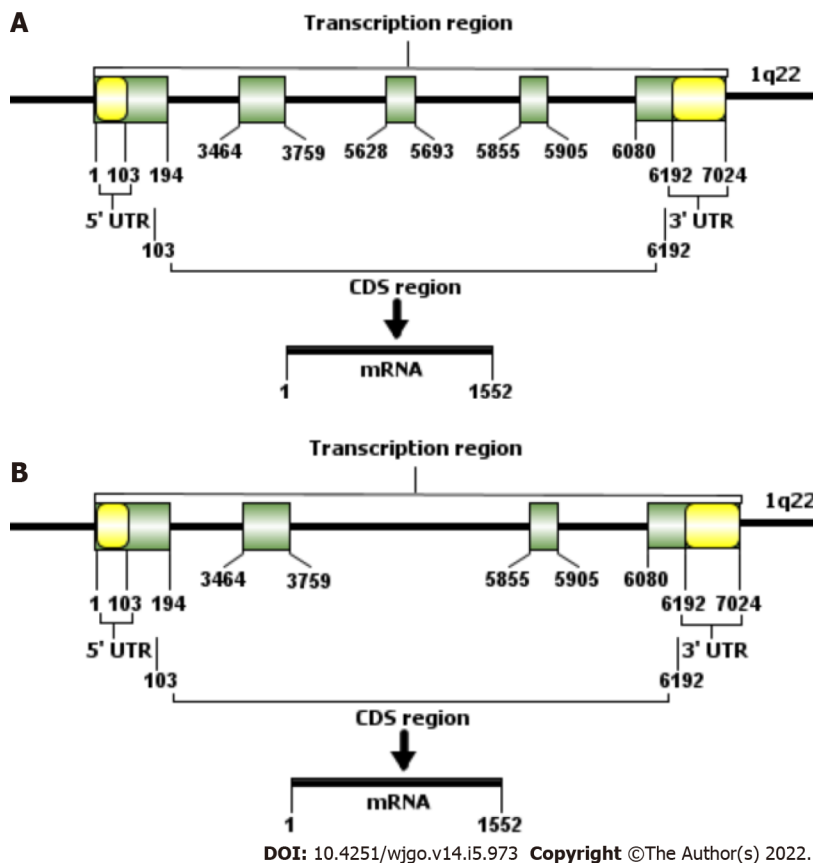 A
Transcription region
1q22
3464 3759 5628 5693 5855 5905 6080
1 103 194 6192 7024
5' UTR 3' UTR
103 6192
CDS region
mRNA
1 1552
B
Transcription region
1q22
3464 3759 5855 5905 6080
1 103 194 6192 7024
5' UTR 3' UTR
103 6192
CDS region
mRNA
1 1552
DOI: 10.4251/wjgo.v14.i5.973 Copyright ©The Author(s) 2022.